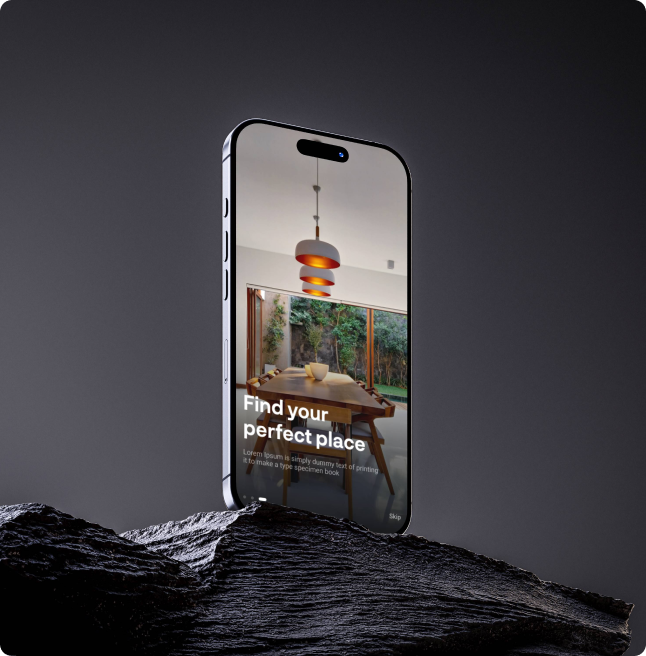 Find your
perfect place
Lorem Ipsum is simply dummy text of printing
it to make a type specimen book
Skip